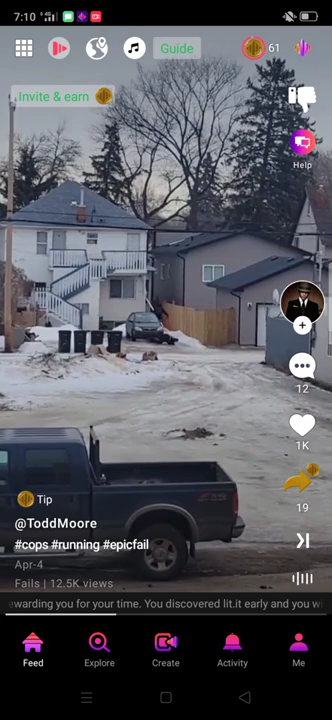 7:10
4G
Guide
61
Invite & earn
Help
12
1K
19
Tip
@ToddMoore
#cops #running #epicfail
Apr-4
Fails | 12.5K views
ewarding you for your time. You discovered lit.it early and you wi
Feed
Explore
Create
Activity
Me